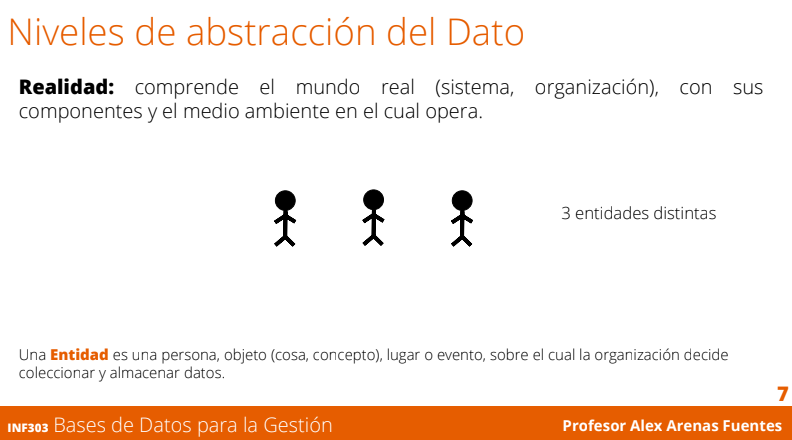 Niveles de abstracción del Dato
Realidad: comprende el mundo real (sistema, organización), con sus
componentes y el medio ambiente en el cual opera.
3 entidades distintas
Una Entidad es una persona, objeto (cosa, concepto), lugar o evento, sobre el cual la organización decide
coleccionar y almacenar datos.
7
INF303 Bases de Datos para la Gestión
Profesor Alex Arenas Fuentes